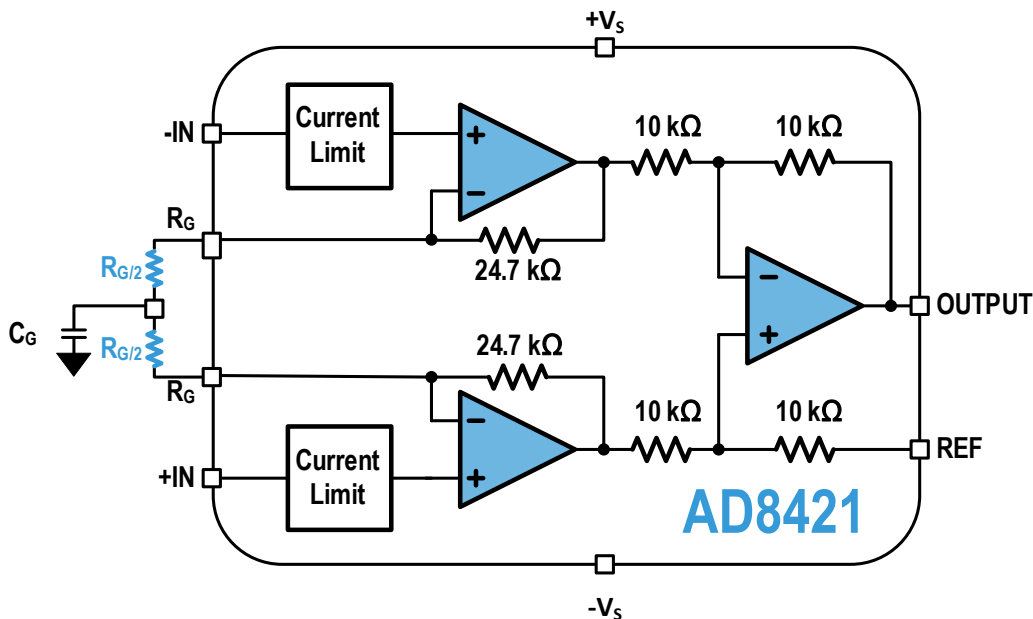 +VS
-IN
Current
Limit
10 kΩ
10 kΩ
RG
24.7 kΩ
RG/2
CG
RG/2
OUTPUT
24.7 kΩ
RG
10 kΩ
10 kΩ
+IN
Current
Limit
REF
AD8421
-VS
+
−
−
+
−
+